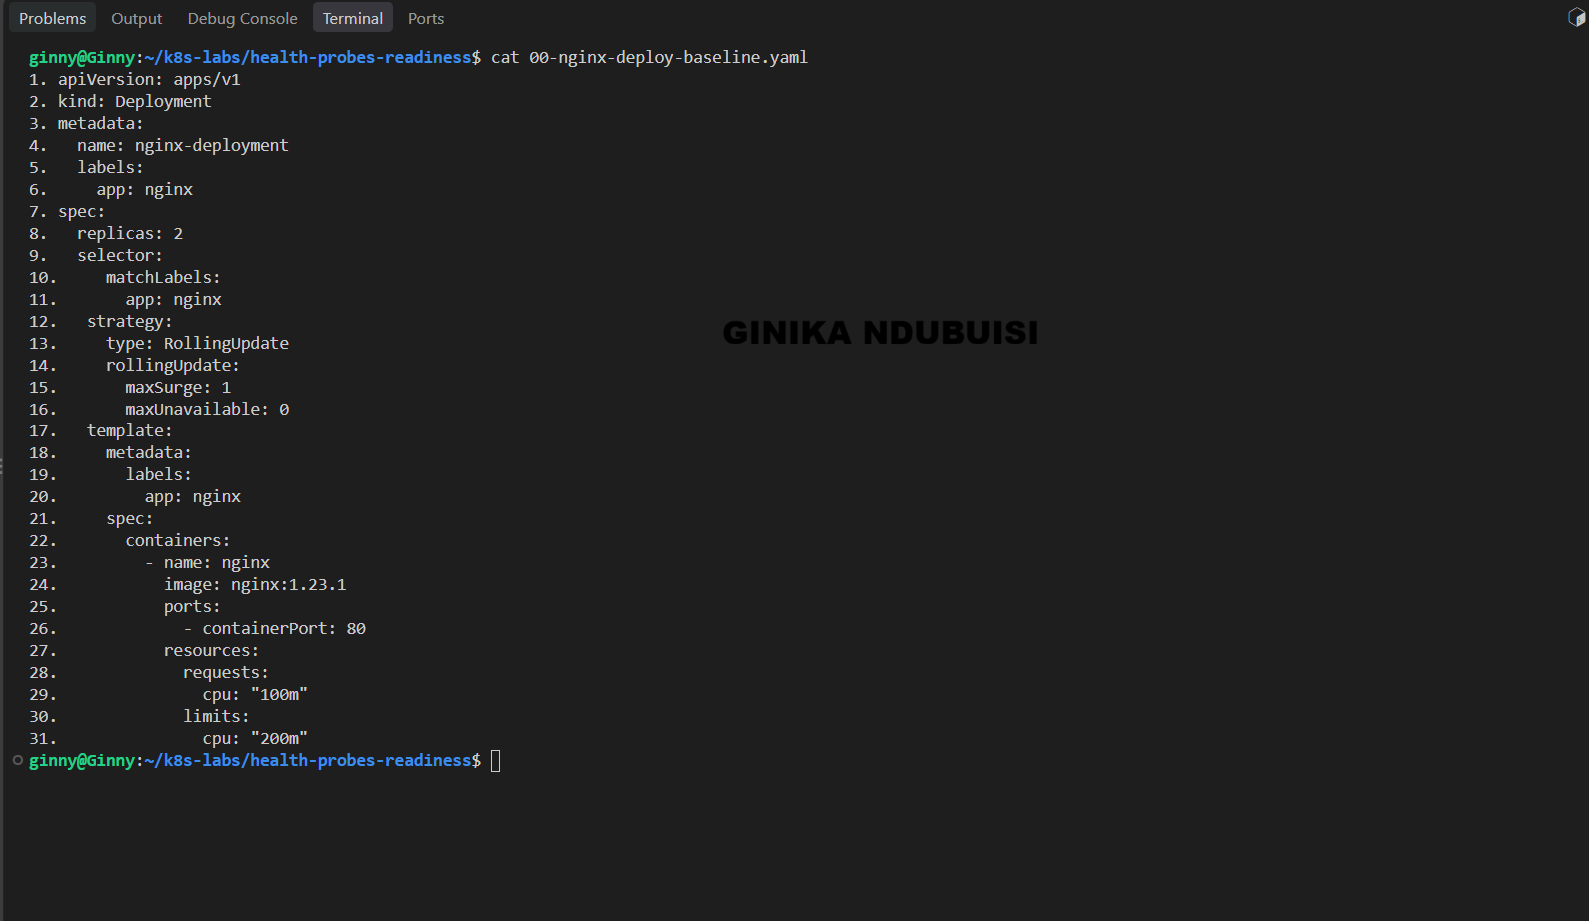 Problems Output Debug Console Terminal Ports
ginny@Ginny:~/k8s-labs/health-probes-readiness$ cat 00-nginx-deploy-baseline.yaml
1. apiVersion: apps/v1
2. kind: Deployment
3. metadata:
4.   name: nginx-deployment
5.   labels:
6.     app: nginx
7. spec:
8.   replicas: 2
9.   selector:
10.     matchLabels:
11.       app: nginx
12.   strategy:
GINIKA NDUBUISI
13.     type: RollingUpdate
14.     rollingUpdate:
15.       maxSurge: 1
16.       maxUnavailable: 0
17.   template:
18.     metadata:
19.       labels:
20.         app: nginx
21.     spec:
22.       containers:
23.         - name: nginx
24.           image: nginx:1.23.1
25.           ports:
26.             - containerPort: 80
27.           resources:
28.             requests:
29.               cpu: "100m"
30.             limits:
31.               cpu: "200m"
ginny@Ginny:~/k8s-labs/health-probes-readiness$